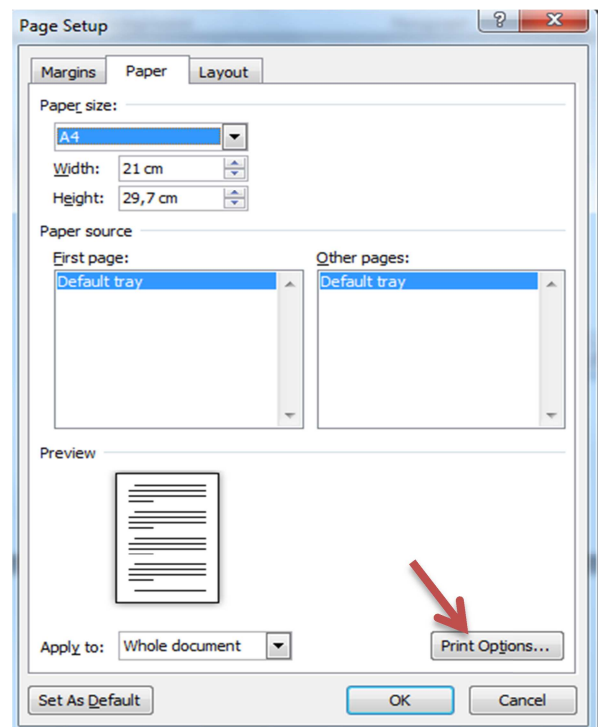 Page Setup
Margins Paper Layout
Paper size:
A4
Width: 21 cm
Height: 29,7 cm
Paper source
First page: Other pages:
Default tray Default tray
Preview
Apply to: Whole document Print Options...
Set As Default OK Cancel